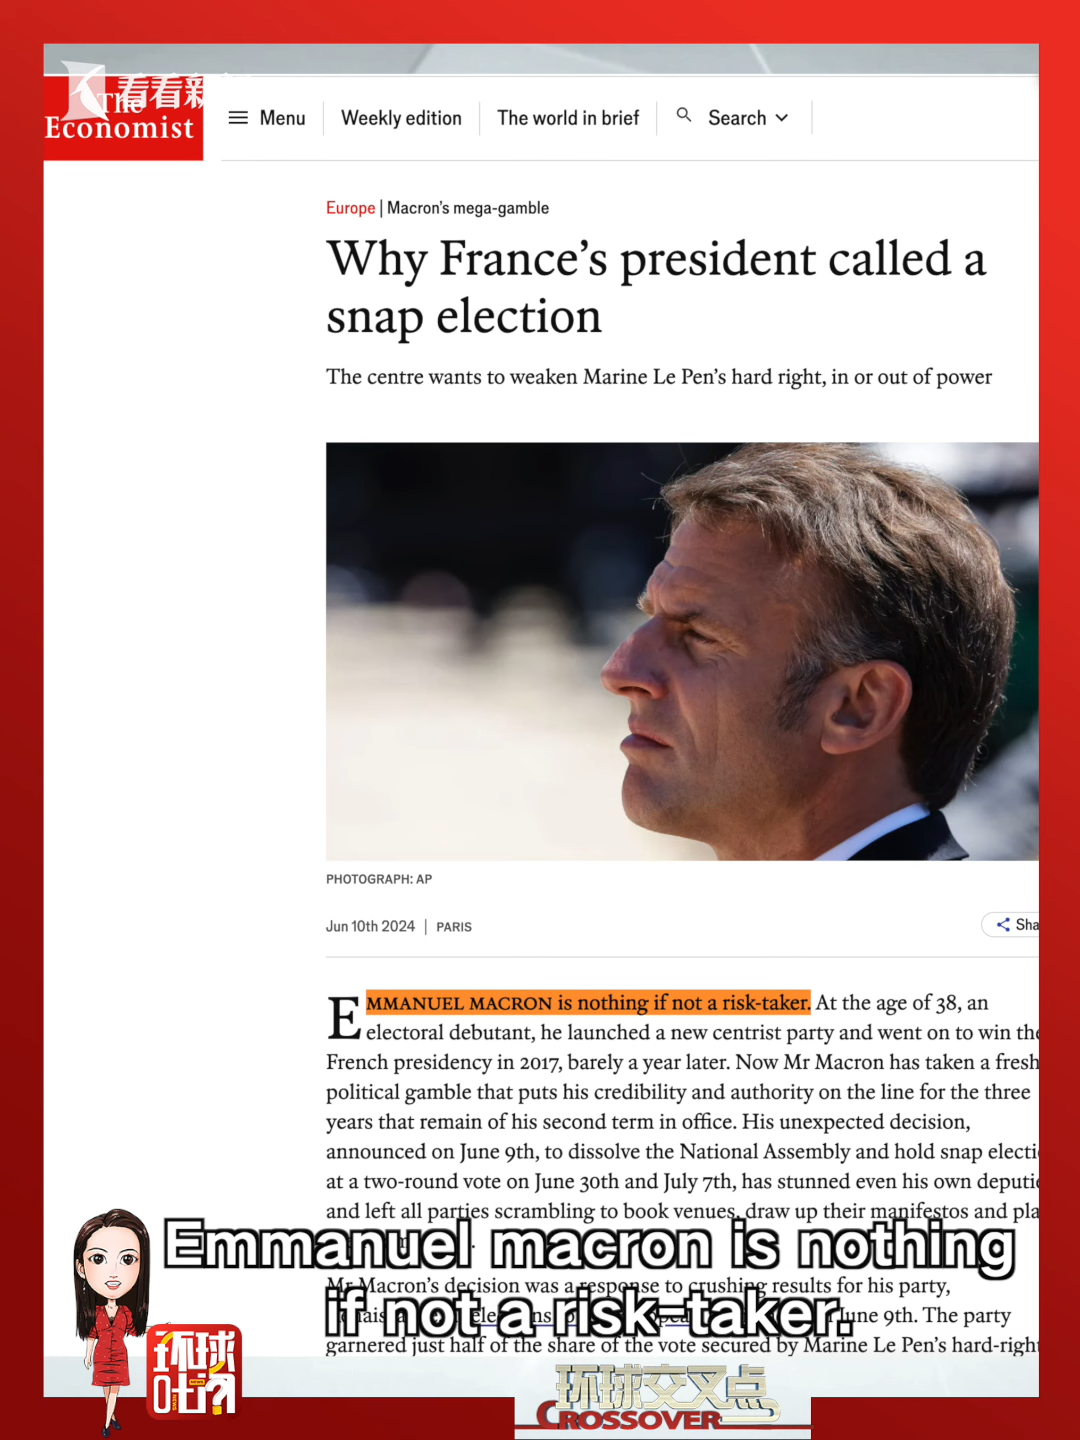 看看新
The
Economist
Menu
Weekly edition
The world in brief
Search
Europe | Macron's mega-gamble
Why France's president called a
snap election
The centre wants to weaken Marine Le Pen's hard right, in or out of power
PHOTOGRAPH: AP
Jun 10th 2024 | PARIS
Sha
EMMANUEL MACRON is nothing if not a risk-taker. At the age of 38, an
electoral debutant, he launched a new centrist party and went on to win the
French presidency in 2017, barely a year later. Now Mr Macron has taken a fresh
political gamble that puts his credibility and authority on the line for the three
years that remain of his second term in office. His unexpected decision,
announced on June 9th, to dissolve the National Assembly and hold snap electi
at a two-round vote on June 30th and July 7th, has stunned even his own deputie
and left all parties scrambling to book venues, draw up their manifestos and pla
Emmanuel macron is nothing
Mr Macron's decision was a response to crushing results for his party,
if not a risk-taker.
June 9th. The party
garnered just half of the share of the vote secured by Marine Le Pen's hard-right
环球
咕?
NEWS
环球交叉点
CROSSOVER